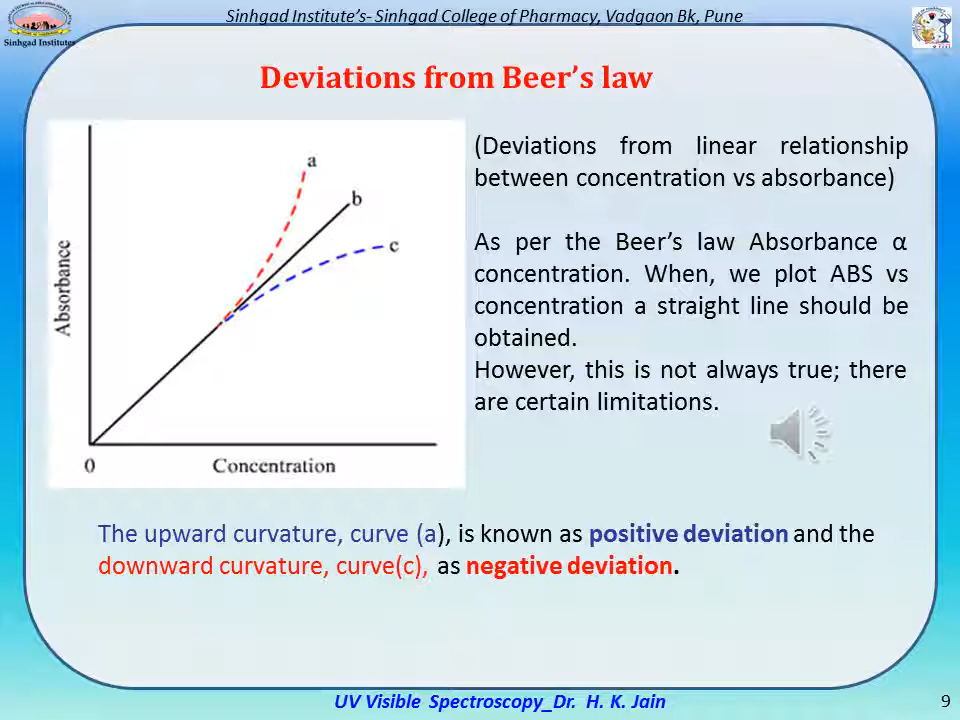 Sinhgad Institute's- Sinhgad College of Pharmacy, Vadgaon Bk, Pune
Sinhgad Institutes
Deviations from Beer's law
a
b
c
Absorbance
0
Concentration
(Deviations from linear relationship
between concentration vs absorbance)
As per the Beer's law Absorbance α
concentration. When, we plot ABS vs
concentration a straight line should be
obtained.
However, this is not always true; there
are certain limitations.
The upward curvature, curve (a), is known as positive deviation and the
downward curvature, curve(c), as negative deviation.
UV Visible Spectroscopy_Dr. H. K. Jain
9